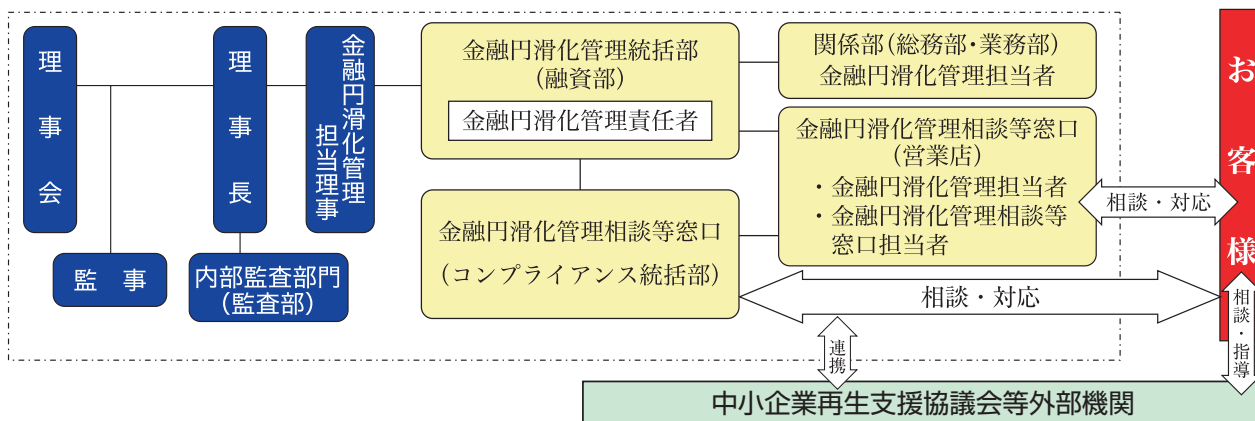 理事会
監事
理事長
内部監査部門
（監査部）
金融円滑化管理
担当理事
金融円滑化管理統括部
（融資部）
金融円滑化管理責任者
金融円滑化管理相談等窓口
（コンプライアンス統括部）
関係部（総務部・業務部）
金融円滑化管理担当者
金融円滑化管理相談等窓口
（営業店）
・金融円滑化管理担当者
・金融円滑化管理相談等
窓口担当者
相談・対応
相談・対応
お客様
連携
相談・指導
中小企業再生支援協議会等外部機関